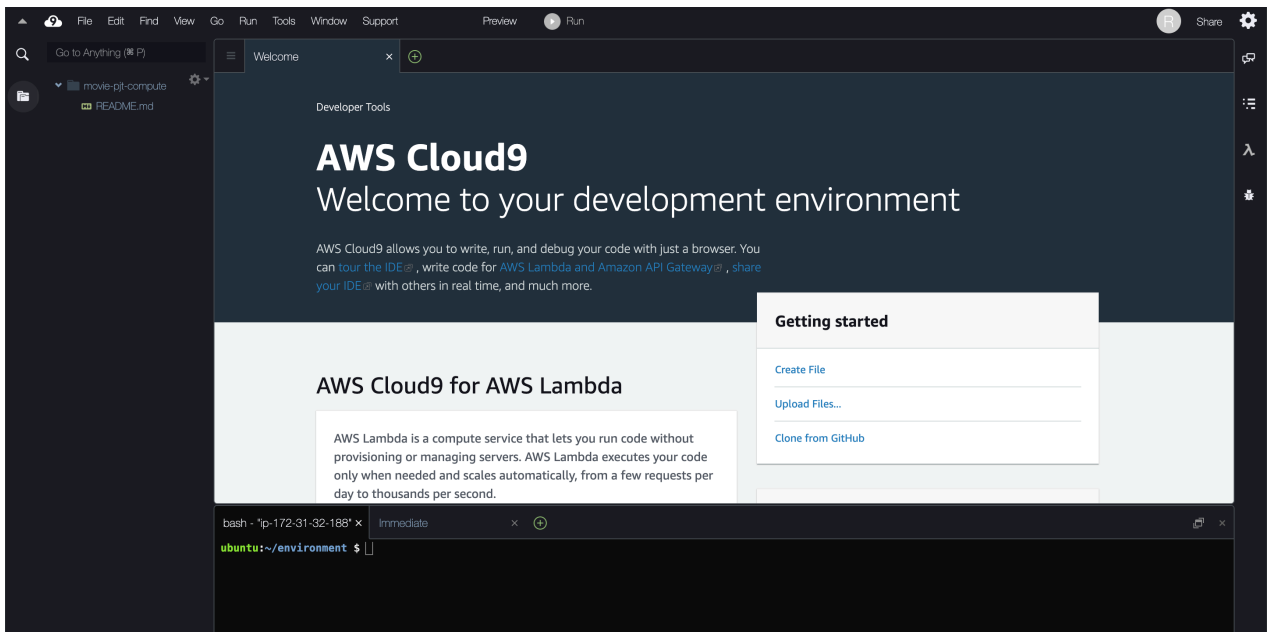 9 File Edit Find View Go Run Tools Window Support Preview Run R Share
Go to Anything (⌘ P)
movie-pjt-compute
README.md
Welcome
Developer Tools
AWS Cloud9
Welcome to your development environment
AWS Cloud9 allows you to write, run, and debug your code with just a browser. You
can tour the IDE , write code for AWS Lambda and Amazon API Gateway , share
your IDE with others in real time, and much more.
Getting started
Create File
Upload Files...
Clone from GitHub
AWS Cloud9 for AWS Lambda
AWS Lambda is a compute service that lets you run code without
provisioning or managing servers. AWS Lambda executes your code
only when needed and scales automatically, from a few requests per
day to thousands per second.
bash - "ip-172-31-32-188" Immediate
ubuntu:~/environment $